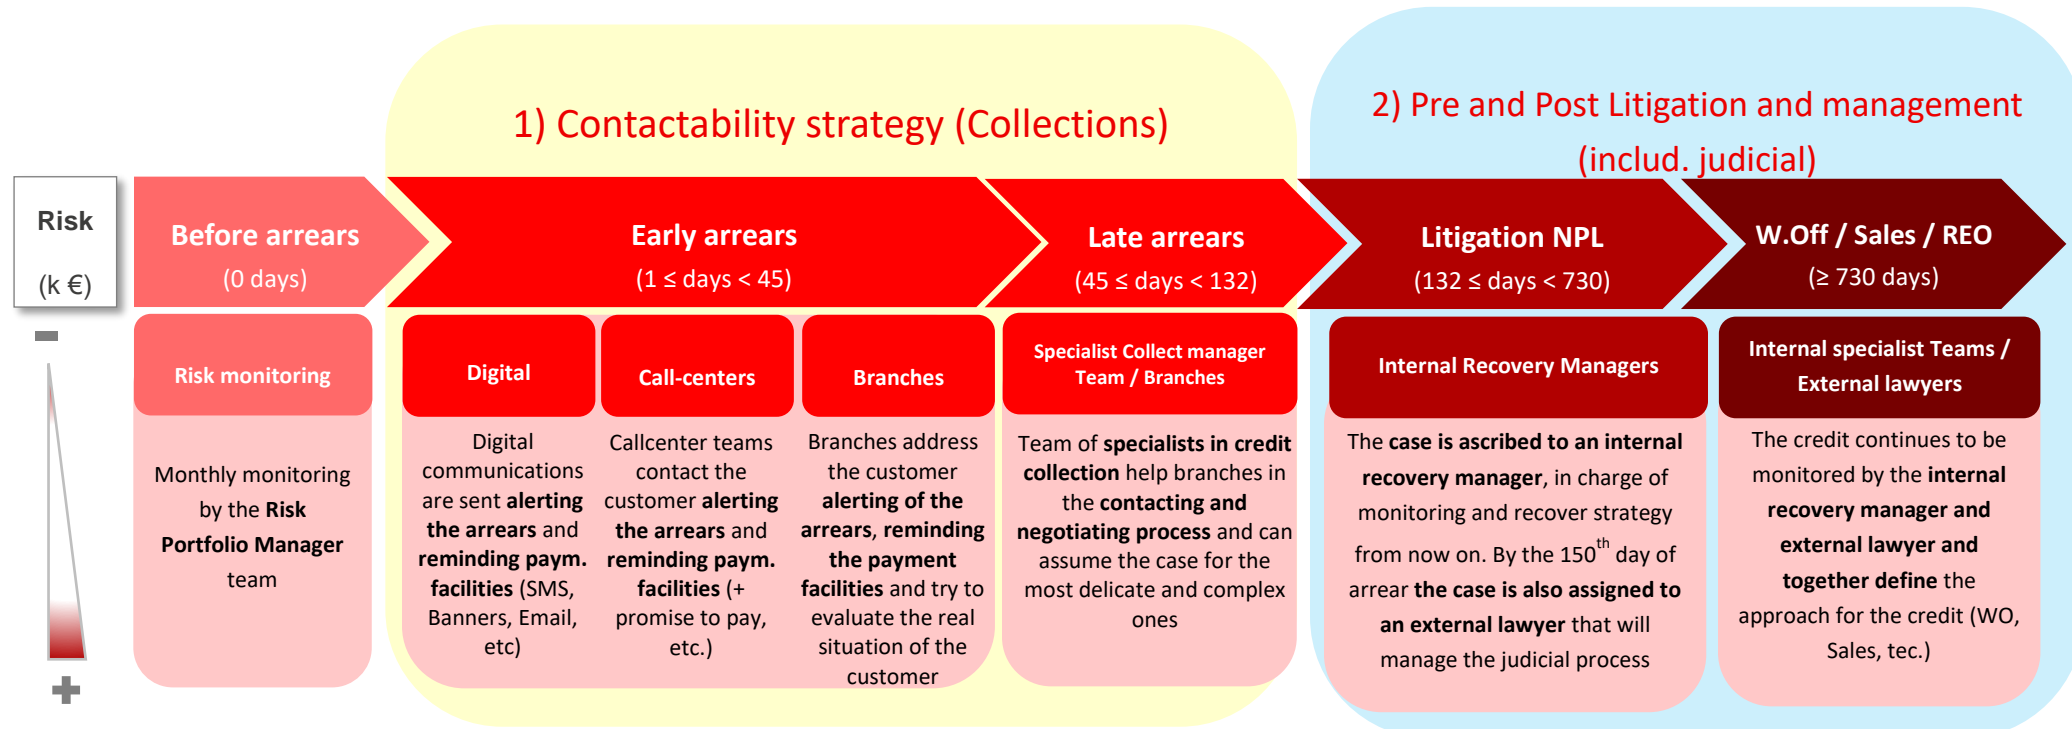 1) Contactability strategy (Collections)
2) Pre and Post Litigation and management
(includ. judicial)
Risk
(k €)
Before arrears
(0 days)
Early arrears
(1 ≤ days < 45)
Late arrears
(45 ≤ days < 132)
Litigation NPL
(132 ≤ days < 730)
W.Off / Sales / REO
(≥ 730 days)
Risk monitoring
Monthly monitoring
by the Risk
Portfolio Manager
team
Digital
Digital
communications
are sent alerting
the arrears and
reminding paym.
facilities (SMS,
Banners, Email,
etc)
Call-centers
Callcenter teams
contact the
customer alerting
the arrears and
reminding paym.
facilities (+
promise to pay,
etc.)
Branches
Branches address
the customer
alerting of the
arrears, reminding
the payment
facilities and try to
evaluate the real
situation of the
customer
Specialist Collect manager
Team / Branches
Team of specialists in credit
collection help branches in
the contacting and
negotiating process and can
assume the case for the
most delicate and complex
ones
Internal Recovery Managers
The case is ascribed to an internal
recovery manager, in charge of
monitoring and recover strategy
from now on. By the 150th day of
arrear the case is also assigned to
an external lawyer that will
manage the judicial process
Internal specialist Teams /
External lawyers
The credit continues to be
monitored by the internal
recovery manager and
external lawyer and
together define the
approach for the credit (WO,
Sales, tec.)